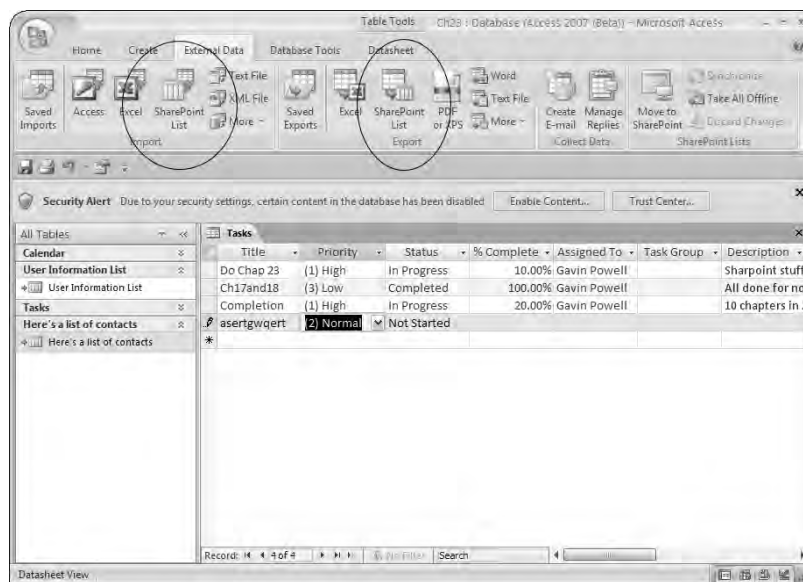 Table Tools Ch23 : Database (Access 2007 (Beta)) - Microsoft Access
Home Create External Data Database Tools Datasheet
Saved Imports
Access
Excel
SharePoint List
Text File
XML File
More
Import
Saved Exports
Excel
SharePoint List
PDF or XPS
Word
Text File
More
Export
Create E-mail
Manage Replies
Collect Data
Move to SharePoint
Synchronize
Take All Offline
Discard Changes
SharePoint Lists
Security Alert Due to your security settings, certain content in the database has been disabled Enable Content... Trust Center...
All Tables
Calendar
User Information List
User Information List
Tasks
Here's a list of contacts
Here's a list of contacts
Tasks
Title Priority Status % Complete Assigned To Task Group Description
Do Chap 23 (1) High In Progress 10.00% Gavin Powell Sharpoint stuff
Ch17and18 (3) Low Completed 100.00% Gavin Powell All done for no
Completion (1) High In Progress 20.00% Gavin Powell 10 chapters in
asertgwqert (2) Normal Not Started
Record: 4 of 4 No Filter Search
Datasheet View